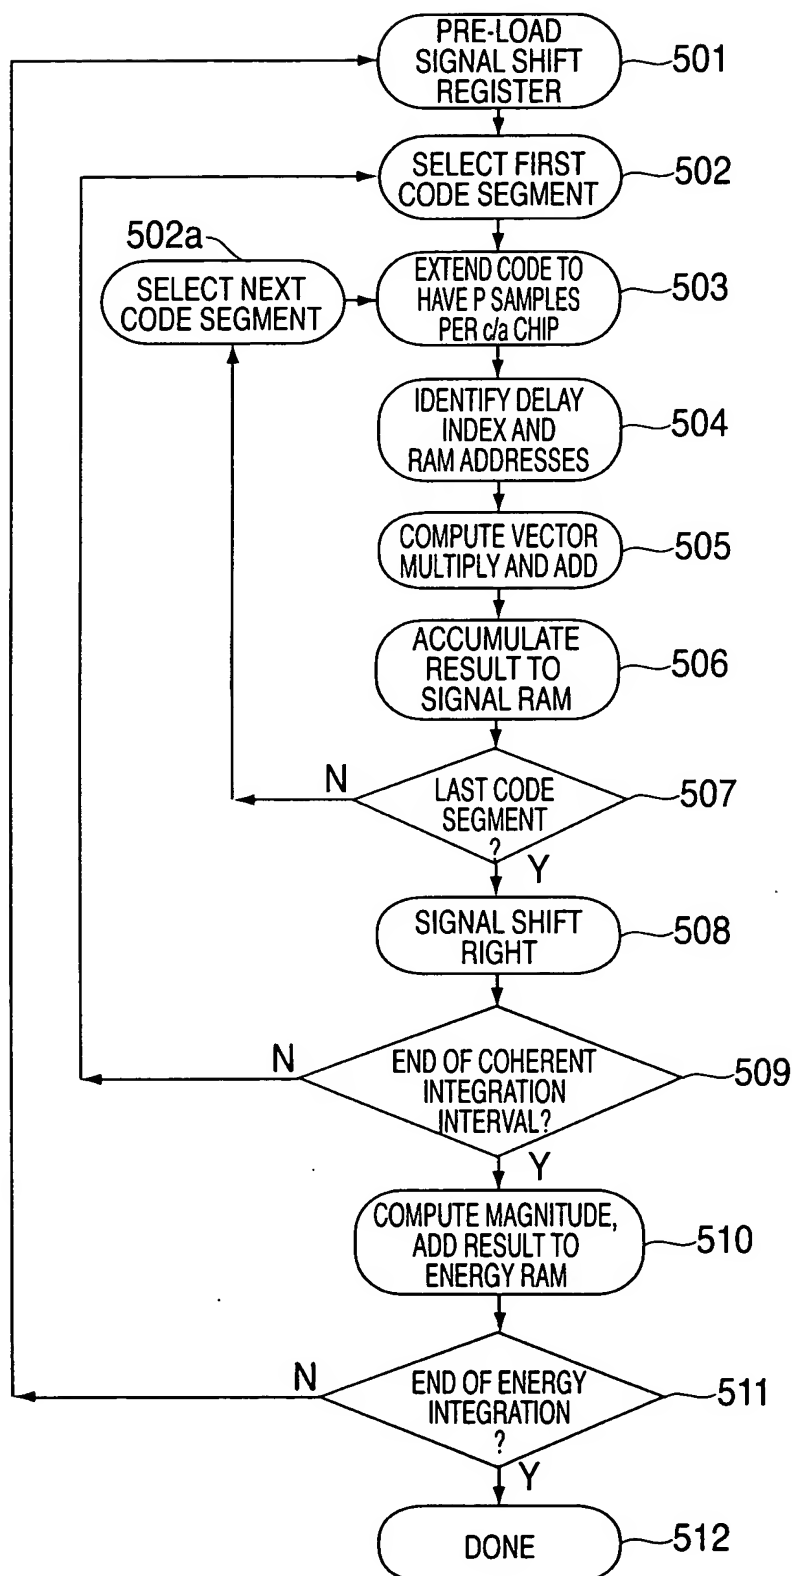 PRE-LOAD
SIGNAL SHIFT
REGISTER
501
SELECT FIRST
CODE SEGMENT
502
502a
SELECT NEXT
CODE SEGMENT
EXTEND CODE TO
HAVE P SAMPLES
PER c/a CHIP
503
IDENTIFY DELAY
INDEX AND
RAM ADDRESSES
504
COMPUTE VECTOR
MULTIPLY AND ADD
505
ACCUMULATE
RESULT TO
SIGNAL RAM
506
N
LAST CODE
SEGMENT
?
507
Y
SIGNAL SHIFT
RIGHT
508
N
END OF COHERENT
INTEGRATION
INTERVAL?
509
Y
COMPUTE MAGNITUDE,
ADD RESULT TO
ENERGY RAM
510
N
END OF ENERGY
INTEGRATION
?
511
Y
DONE
512